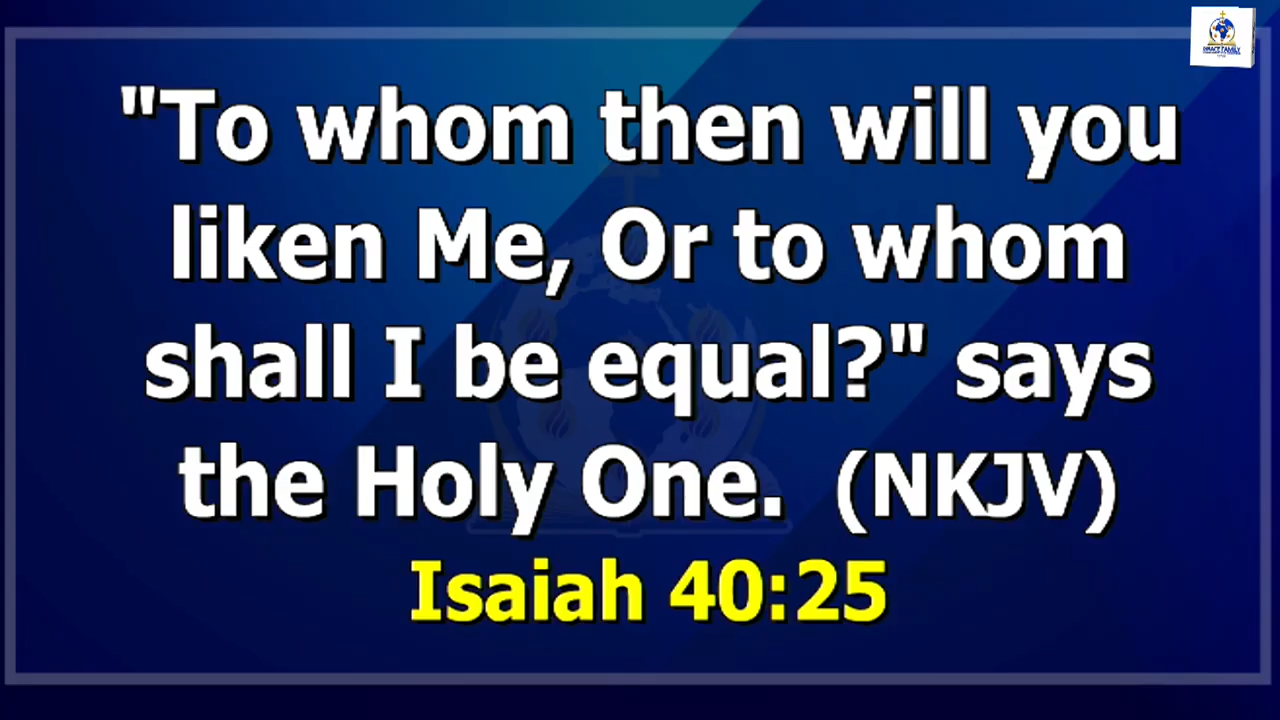 "To whom then will you
liken Me, Or to whom
shall I be equal?" says
the Holy One.  (NKJV)
Isaiah 40:25